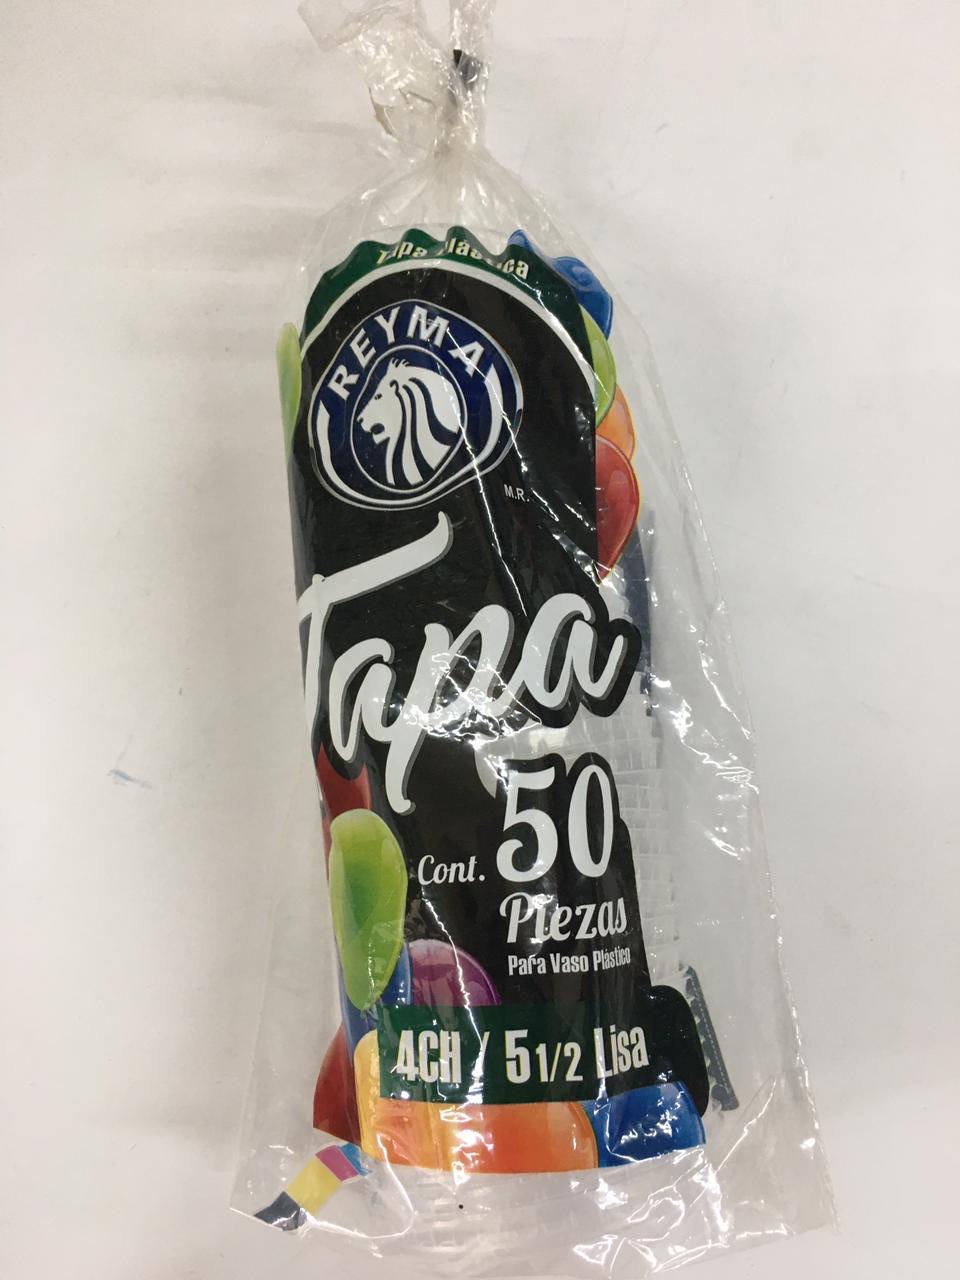 Tapa Plástica
REYMA
M.R.
Tapa
Cont. 50
Piezas
Para Vaso Plástico
4CH / 5 1/2 Lisa